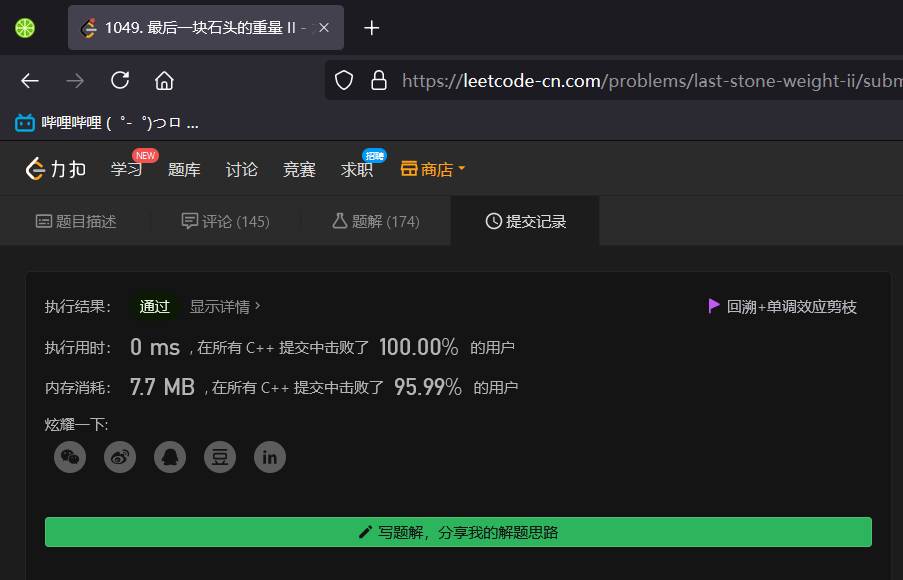 1049. 最后一块石头的重量 II -
https://leetcode-cn.com/problems/last-stone-weight-ii/subm
哔哩哔哩 ( ゜- ゜)つロ ...
力扣 学习 NEW 题库 讨论 竞赛 求职 招聘 商店
题目描述 评论 (145) 题解 (174) 提交记录
执行结果： 通过 显示详情 > 回溯+单调效应剪枝
执行用时： 0 ms , 在所有 C++ 提交中击败了 100.00% 的用户
内存消耗： 7.7 MB , 在所有 C++ 提交中击败了 95.99% 的用户
炫耀一下:
豆 in
写题解，分享我的解题思路